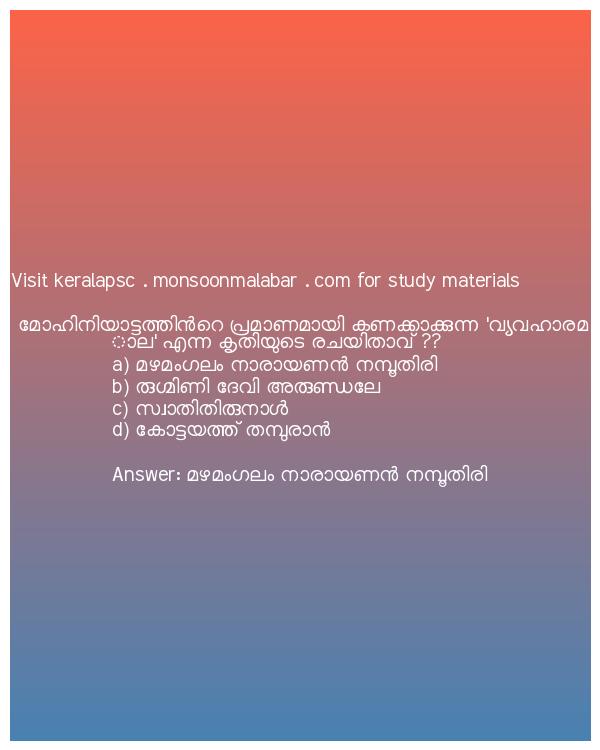 Visit keralapsc . monsoonmalabar . com for study materials
മോഹിനിയാട്ടത്തിൻറെ പ്രമാണമായി കണക്കാക്കുന്ന 'വ്യവഹാരമ
ാല' എന്ന കൃതിയുടെ രചയിതാവ് ??
a) മഴമംഗലം നാരായണൻ നമ്പൂതിരി
b) രുഗ്മിണി ദേവി അരുണ്ഡലേ
c) സ്വാതിതിരുനാൾ
d) കോട്ടയത്ത് തമ്പുരാൻ
Answer: മഴമംഗലം നാരായണൻ നമ്പൂതിരി